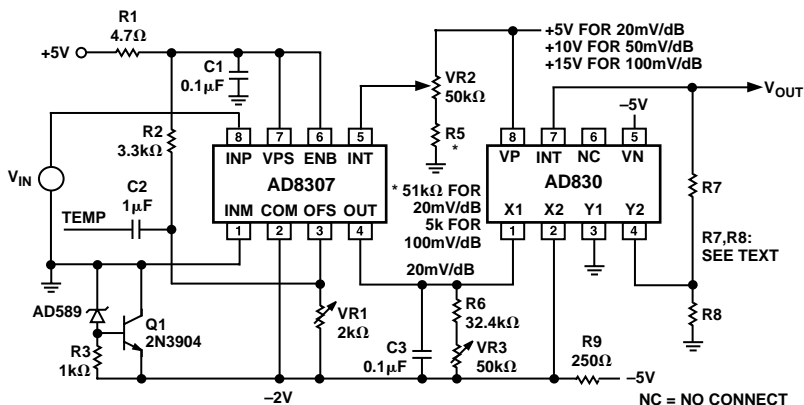 R1
4.7Ω
+5V
C1
0.1µF
R2
3.3kΩ
VR2
50kΩ
R5
*
+5V FOR 20mV/dB
+10V FOR 50mV/dB
+15V FOR 100mV/dB
VOUT
–5V
8 7 6 5
INP VPS ENB INT
AD8307
INM COM OFS OUT
1 2 3 4
8 7 6 5
VP INT NC VN
AD830
X1 X2 Y1 Y2
1 2 3 4
VIN
C2
1µF
TEMP
* 51kΩ FOR
20mV/dB
5k FOR
100mV/dB
20mV/dB
R7
R7,R8:
SEE TEXT
R8
AD589
Q1
2N3904
R3
1kΩ
VR1
2kΩ
C3
0.1µF
R6
32.4kΩ
VR3
50kΩ
R9
250Ω
–5V
–2V
NC = NO CONNECT